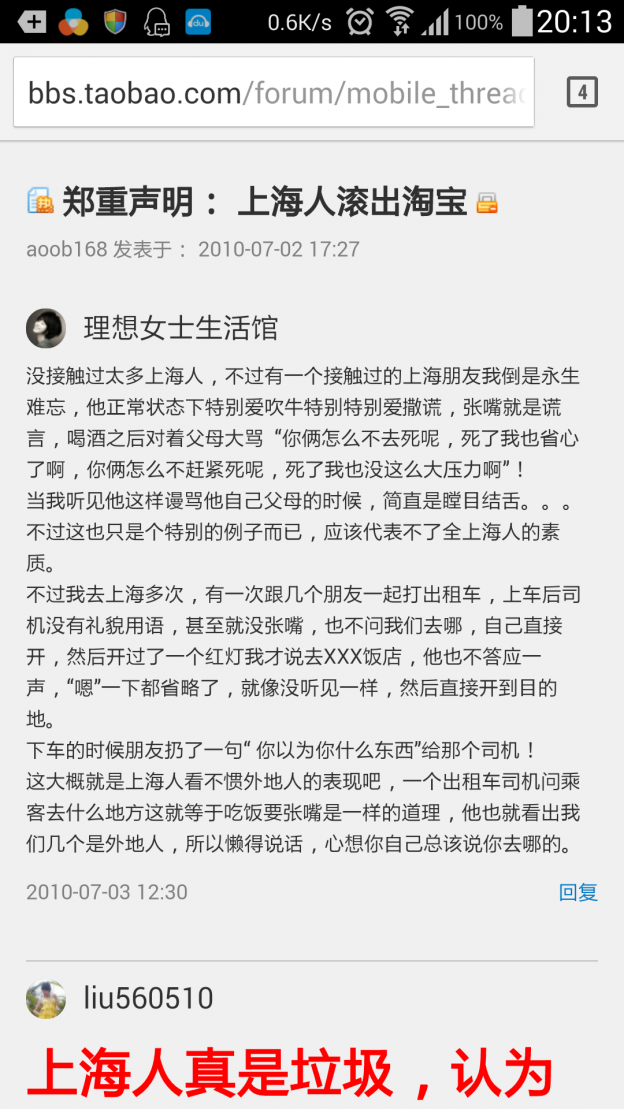 0.6K/s 100% 20:13
bbs.taobao.com/forum/mobile_thread
4
郑重声明： 上海人滚出淘宝
aoob168 发表于： 2010-07-02 17:27
理想女士生活馆
没接触过太多上海人，不过有一个接触过的上海朋友我倒是永生
难忘，他正常状态下特别爱吹牛特别特别爱撒谎，张嘴就是谎
言，喝酒之后对着父母大骂“你俩怎么不去死呢，死了我也省心
了啊，你俩怎么不赶紧死呢，死了我也没这么大压力啊”！
当我听见他这样谩骂他自己父母的时候，简直是瞠目结舌。。。
不过这也只是个特别的例子而已，应该代表不了全上海人的素
质。
不过我去上海多次，有一次跟几个朋友一起打出租车，上车后司
机没有礼貌用语，甚至就没张嘴，也不问我们去哪，自己直接
开，然后开过了一个红灯我才说去XXX饭店，他也不答应一
声，“嗯”一下都省略了，就像没听见一样，然后直接开到目的
地。
下车的时候朋友扔了一句“ 你以为你什么东西”给那个司机！
这大概就是上海人看不惯外地人的表现吧，一个出租车司机问乘
客去什么地方这就等于吃饭要张嘴是一样的道理，他也就看出我
们几个是外地人，所以懒得说话，心想你自己总该说你去哪的。
2010-07-03 12:30 回复
liu560510
上海人真是垃圾，认为